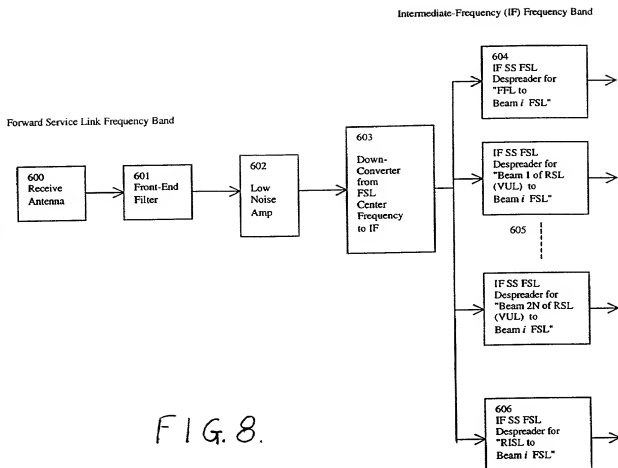 Intermediate-Frequency (IF) Frequency Band
604
IF SS FSL
Despreader for
"FFL to
Beam i FSL"
Forward Service Link Frequency Band
600
Receive
Antenna
601
Front-End
Filter
602
Low
Noise
Amp
603
Down-
Converter
from
FSL
Center
Frequency
to IF
IF SS FSL
Despreader for
"Beam 1 of RSL
(VUL) to
Beam i FSL"
605
IF SS FSL
Despreader for
"Beam 2N of RSL
(VUL) to
Beam i FSL"
606
IF SS FSL
Despreader for
"RISL to
Beam i FSL"
FIG. 8.